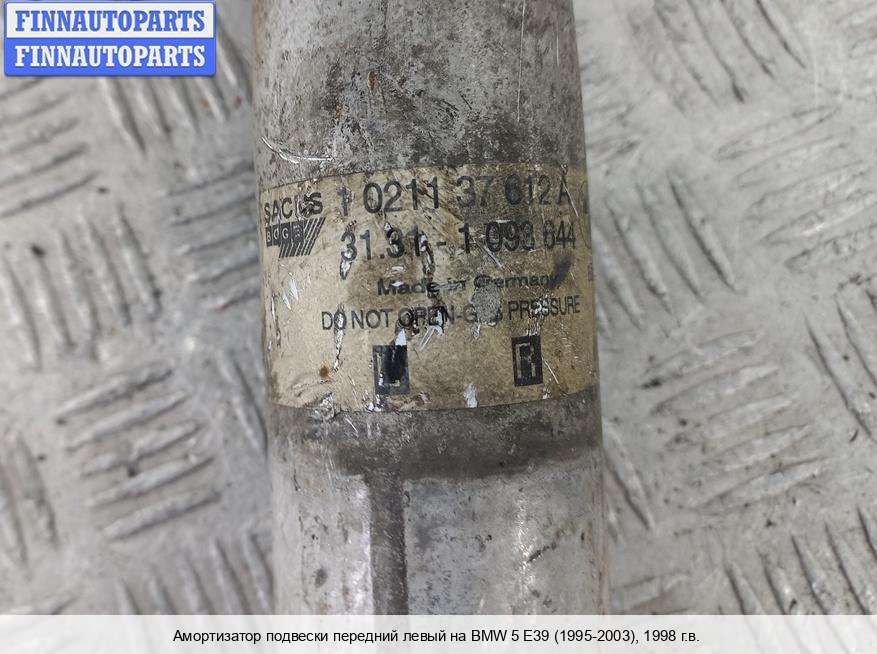 FINNAUTOPARTS
FINNAUTOPARTS
SACHS 1 0211 37 612 A
BOGE 31.31 - 1 093 644
Made in Germany
DO NOT OPEN-GAS PRESSURE
L R
Амортизатор подвески передний левый на BMW 5 E39 (1995-2003), 1998 г.в.